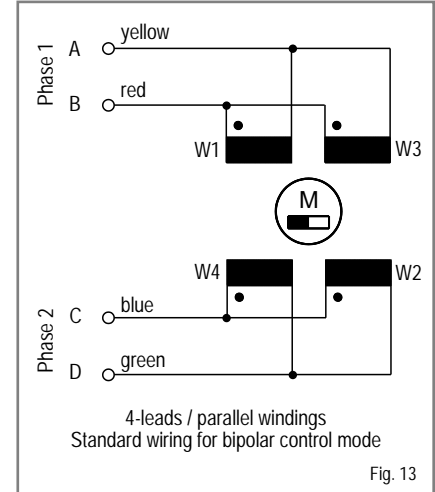 Phase 1
A yellow
B red
W1 W3
M
W4 W2
Phase 2
C blue
D green
4-leads / parallel windings
Standard wiring for bipolar control mode
Fig. 13